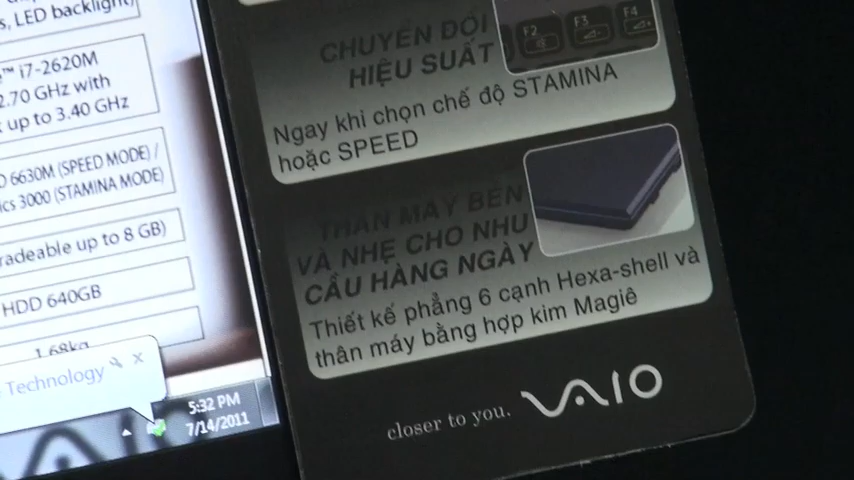 s, LED backlight)
™ i7-2620M
2.70 GHz with
up to 3.40 GHz
6630M (SPEED MODE) /
ics 3000 (STAMINA MODE)
radeable up to 8 GB)
HDD 640GB
1.68kg
Technology
5:32 PM
7/14/2011
CHUYỂN ĐỔI
HIỆU SUẤT
F2
F3
F4
Ngay khi chọn chế độ STAMINA
hoặc SPEED
THÂN MÁY BỀN
VÀ NHẸ CHO NHU
CẦU HÀNG NGÀY
Thiết kế phẳng 6 cạnh Hexa-shell và
thân máy bằng hợp kim Magiê
closer to you. VAIO